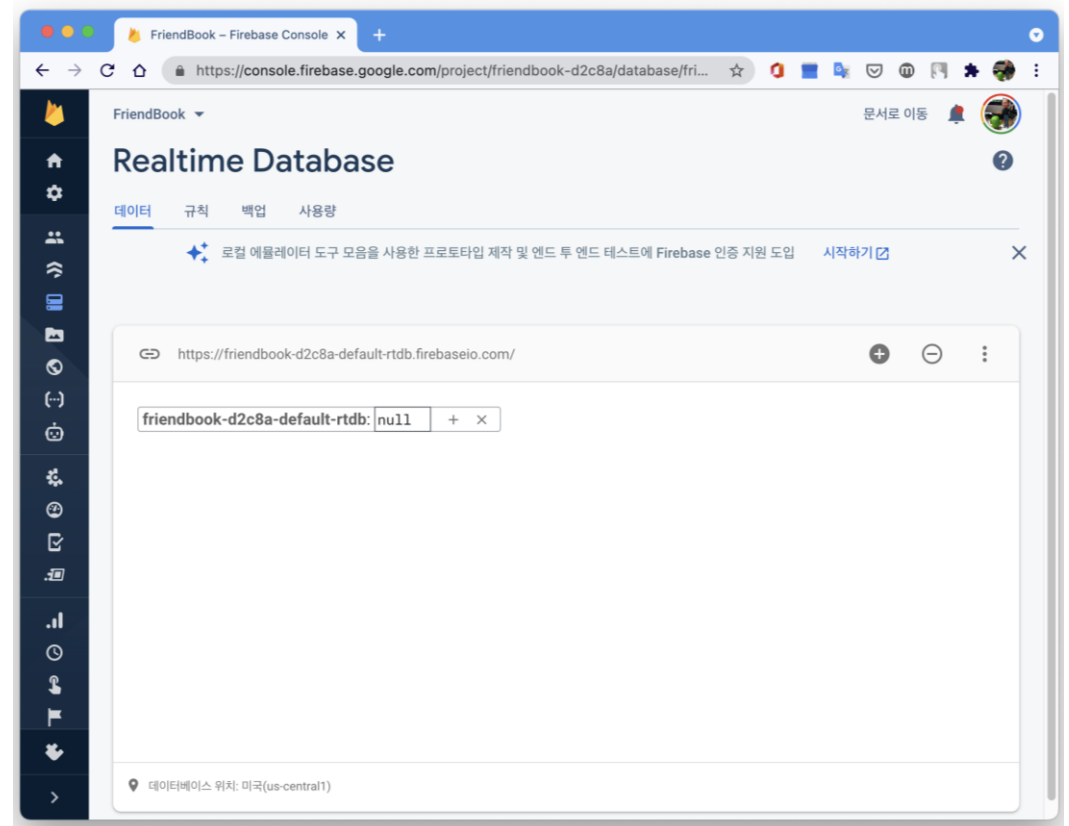 FriendBook – Firebase Console
https://console.firebase.google.com/project/friendbook-d2c8a/database/fri...
FriendBook
문서로 이동
Realtime Database
데이터 규칙 백업 사용량
로컬 에뮬레이터 도구 모음을 사용한 프로토타입 제작 및 엔드 투 엔드 테스트에 Firebase 인증 지원 도입 시작하기
https://friendbook-d2c8a-default-rtdb.firebaseio.com/
friendbook-d2c8a-default-rtdb: null
데이터베이스 위치: 미국(us-central1)